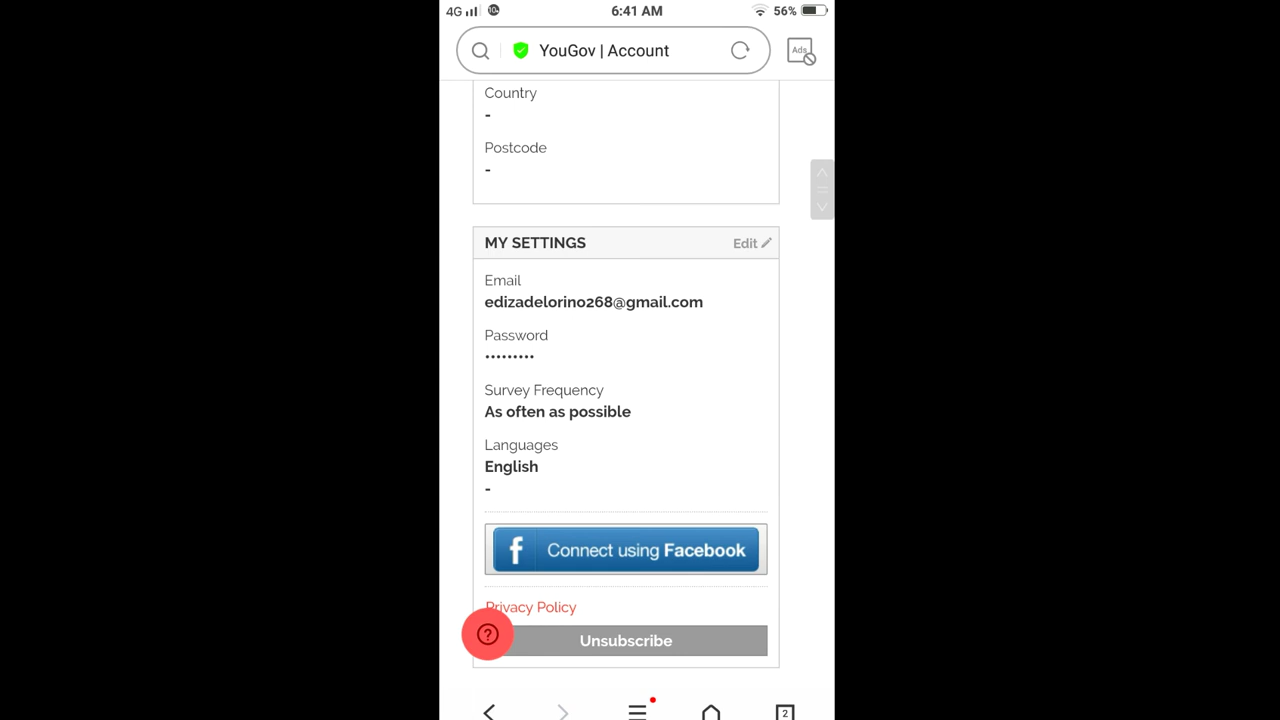 4G 6:41 AM 56%
YouGov | Account
Ads
Country
-
Postcode
-
MY SETTINGS Edit
Email
edizadelorino268@gmail.com
Password
•••••••••
Survey Frequency
As often as possible
Languages
English
-
f Connect using Facebook
Privacy Policy
? Unsubscribe
2